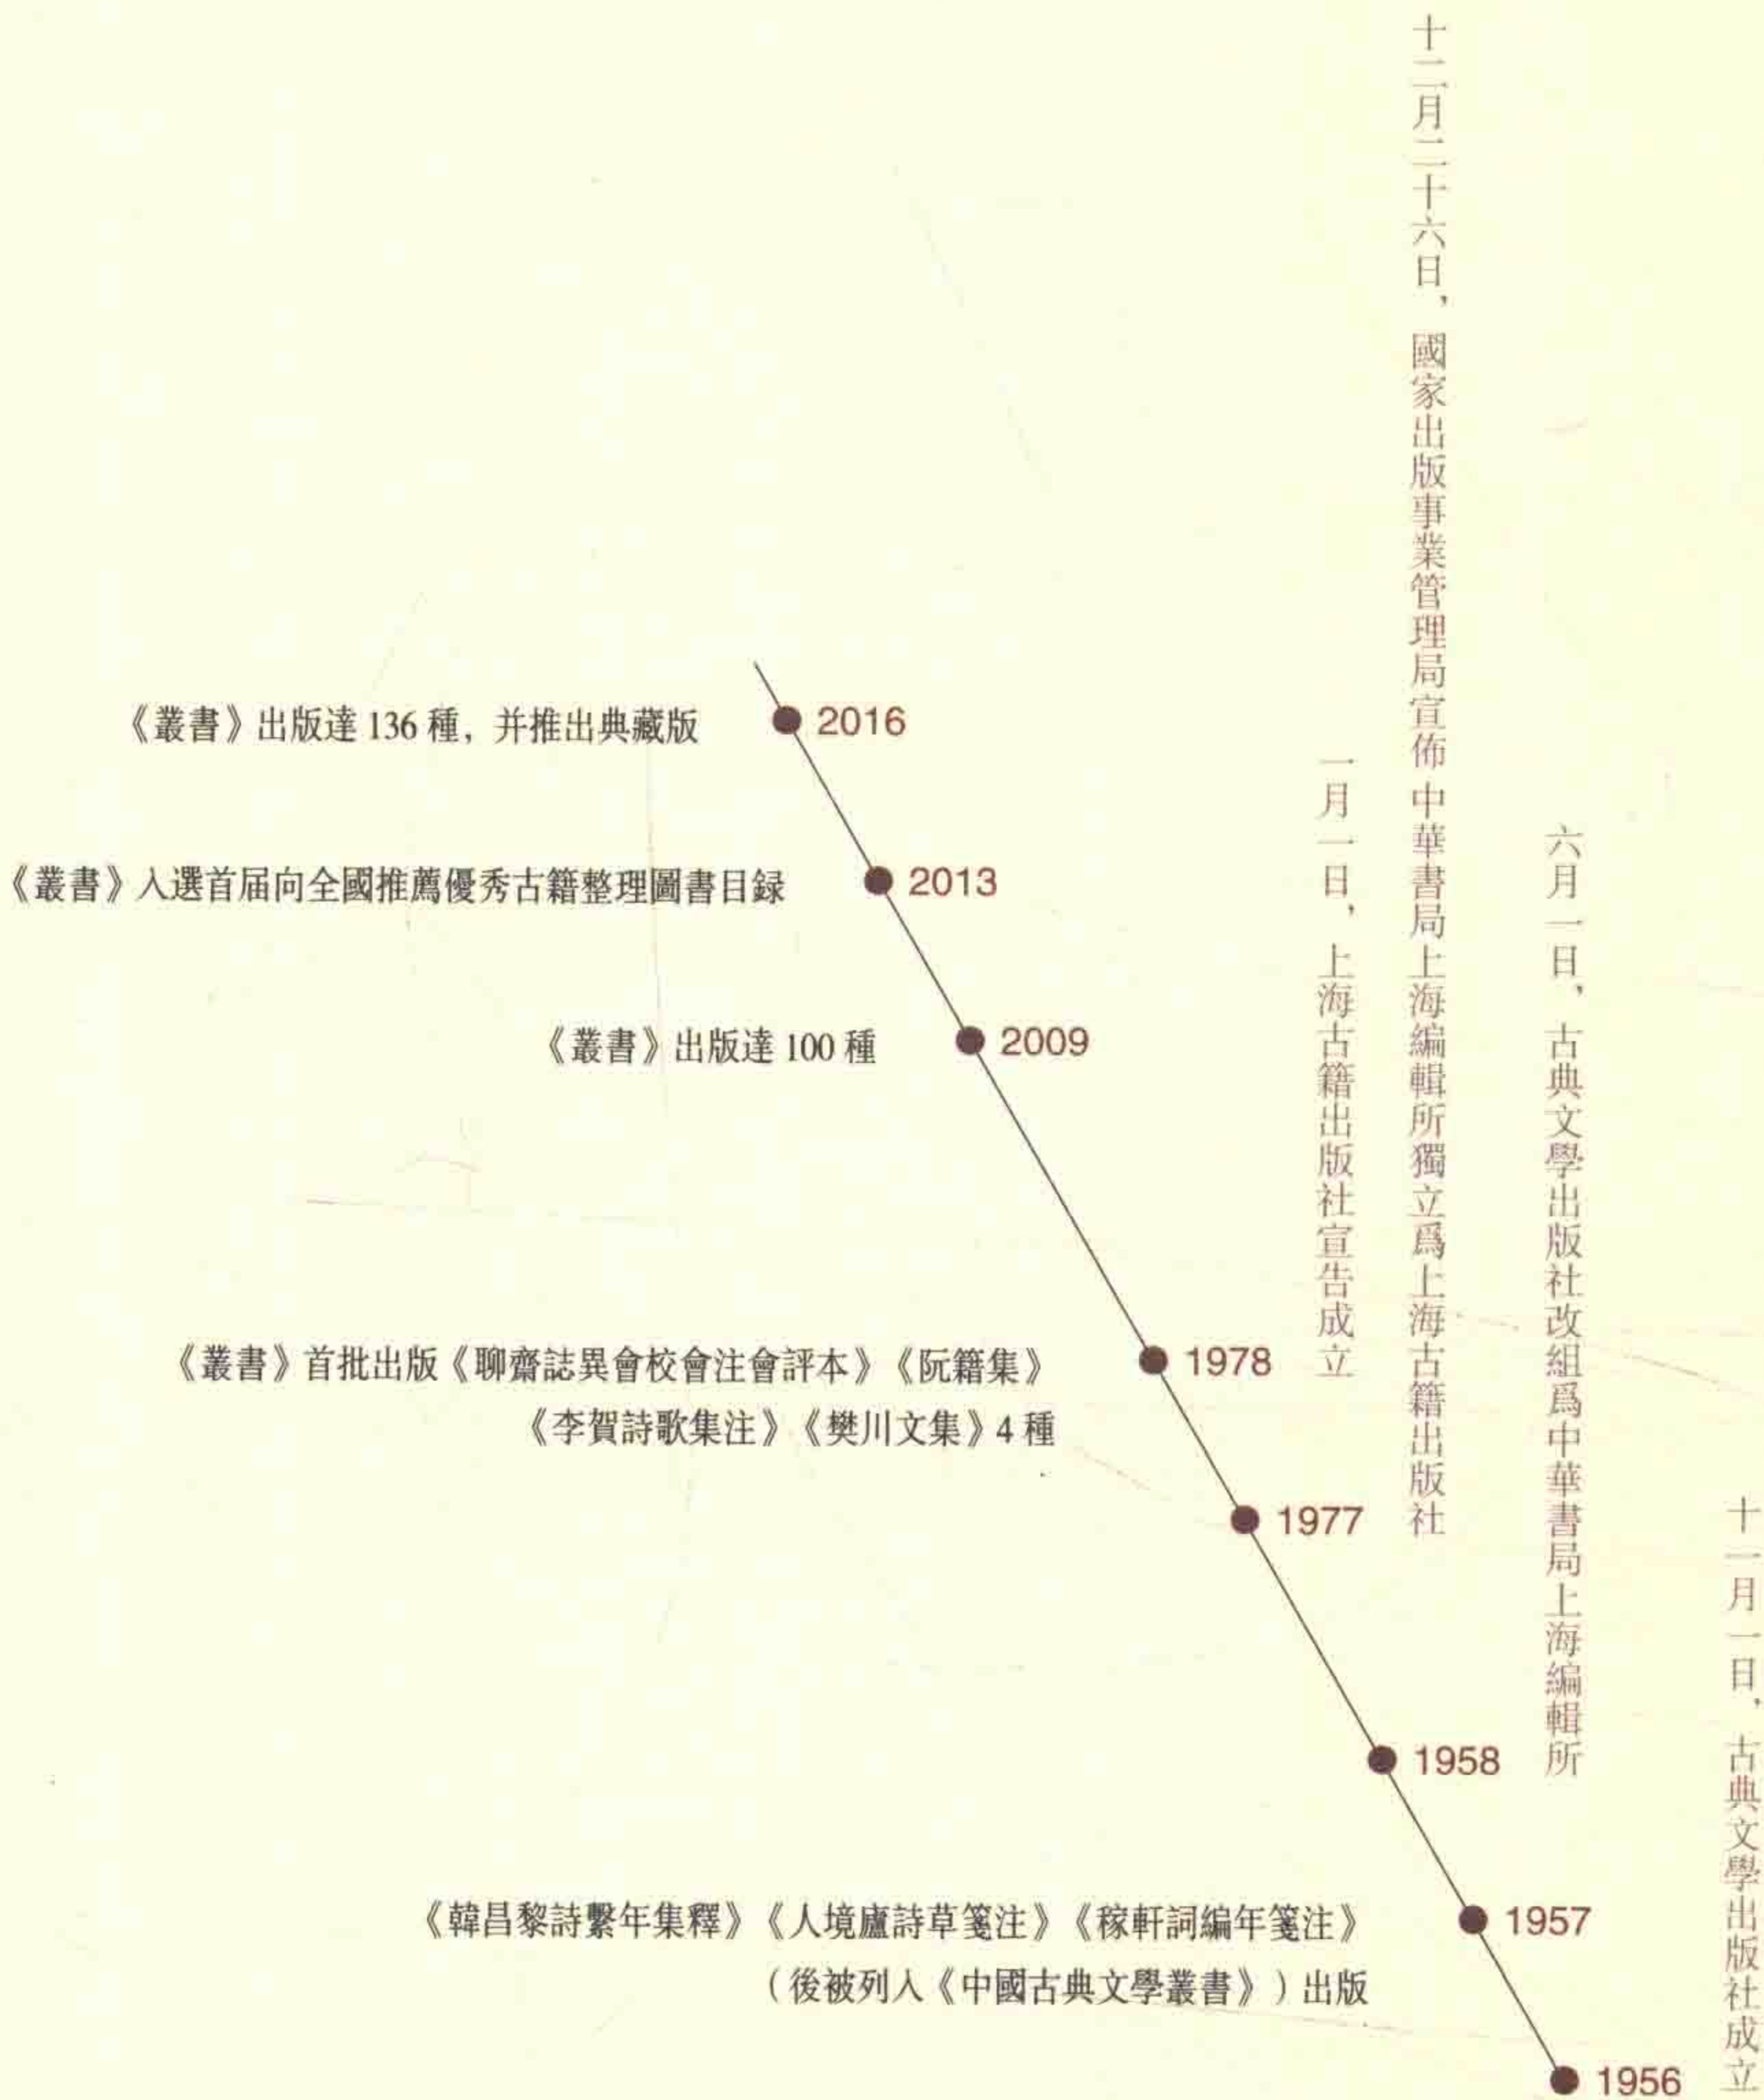 十二月二十六日，國家出版事業管理局宣佈中華書局上海編輯所獨立爲上海古籍出版社
《叢書》出版達 136 種，并推出典藏版
2016
一月一日，上海古籍出版社宣告成立
六月一日，古典文學出版社改組爲中華書局上海編輯所
《叢書》入選首届向全國推薦優秀古籍整理圖書目録
2013
《叢書》出版達 100 種
2009
《叢書》首批出版《聊齋誌異會校會注會評本》《阮籍集》
《李賀詩歌集注》《樊川文集》4 種
1978
1977
十一月一日，古典文學出版社成立
1958
《韓昌黎詩繫年集釋》《人境廬詩草箋注》《稼軒詞編年箋注》
（後被列入《中國古典文學叢書》）出版
1957
1956